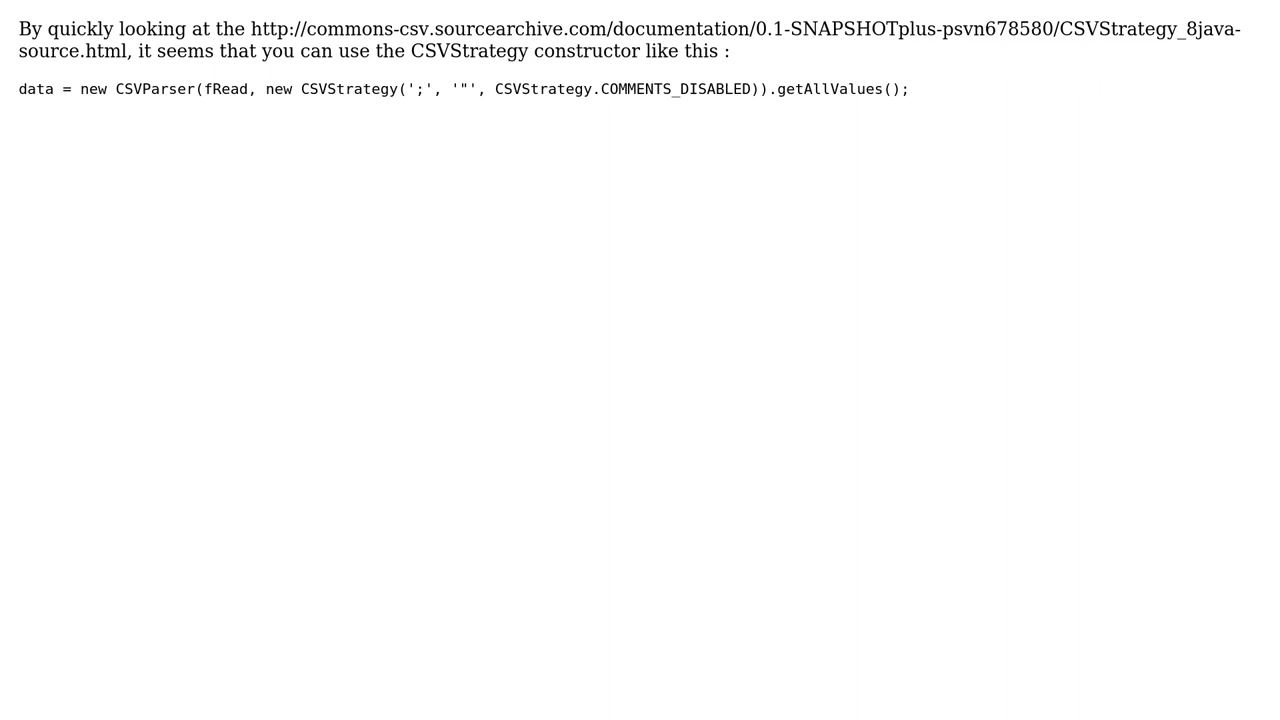 By quickly looking at the http://commons-csv.sourcearchive.com/documentation/0.1-SNAPSHOTplus-psvn678580/CSVStrategy_8java-
source.html, it seems that you can use the CSVStrategy constructor like this :
data = new CSVParser(fRead, new CSVStrategy(';', '"', CSVStrategy.COMMENTS_DISABLED)).getAllValues();